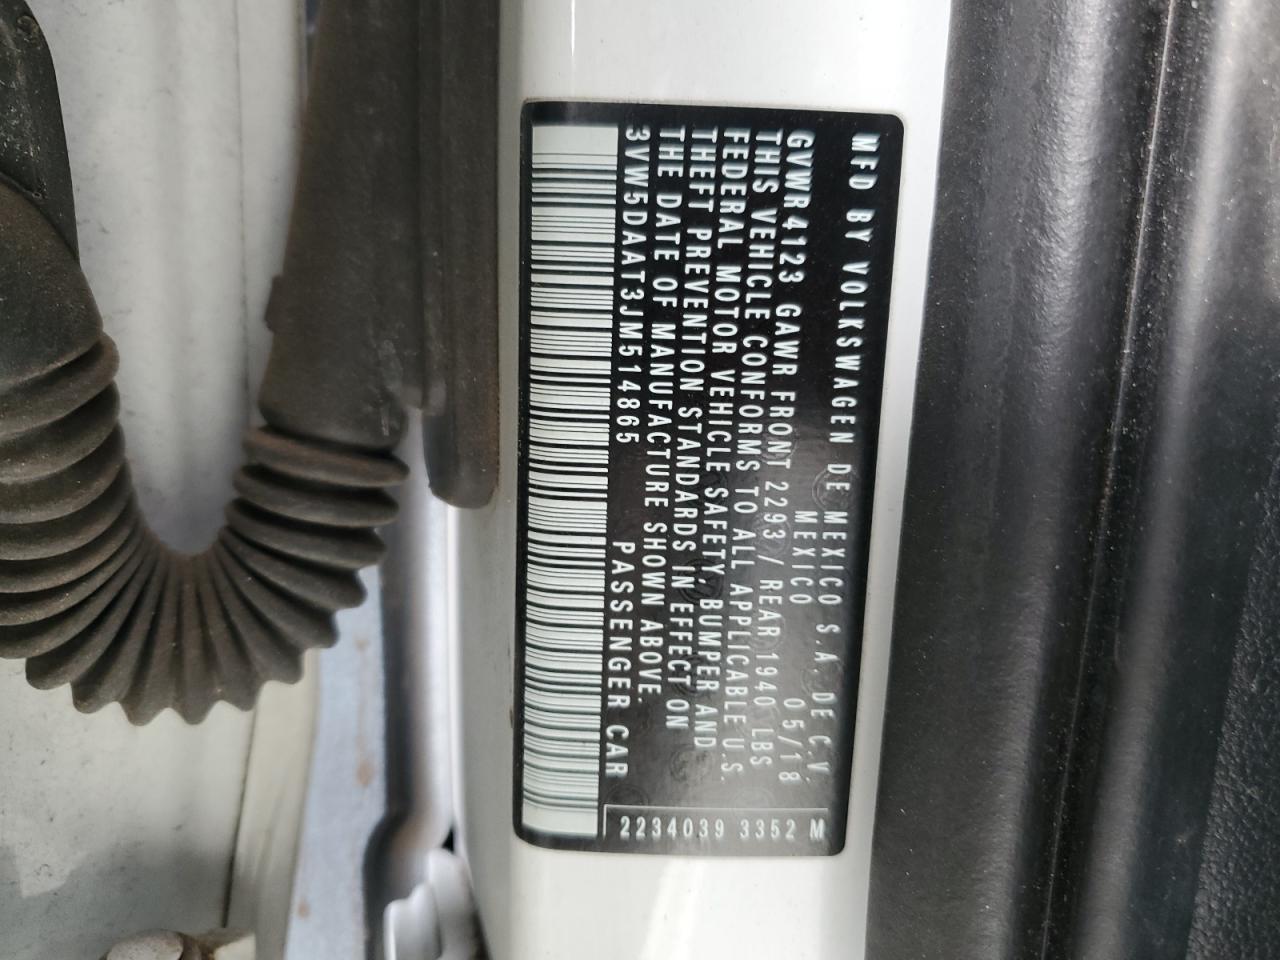 MFD BY VOLKSWAGEN DE MEXICO S.A. DE C.V.
MEXICO 05/18
GVWR 4123 GAWR FRONT 2293 / REAR 1940 LBS
THIS VEHICLE CONFORMS TO ALL APPLICABLE U.S.
FEDERAL MOTOR VEHICLE SAFETY, BUMPER AND
THEFT PREVENTION STANDARDS IN EFFECT ON
THE DATE OF MANUFACTURE SHOWN ABOVE.
3VW5DAAT3JM514865 PASSENGER CAR
2234039 3352 M